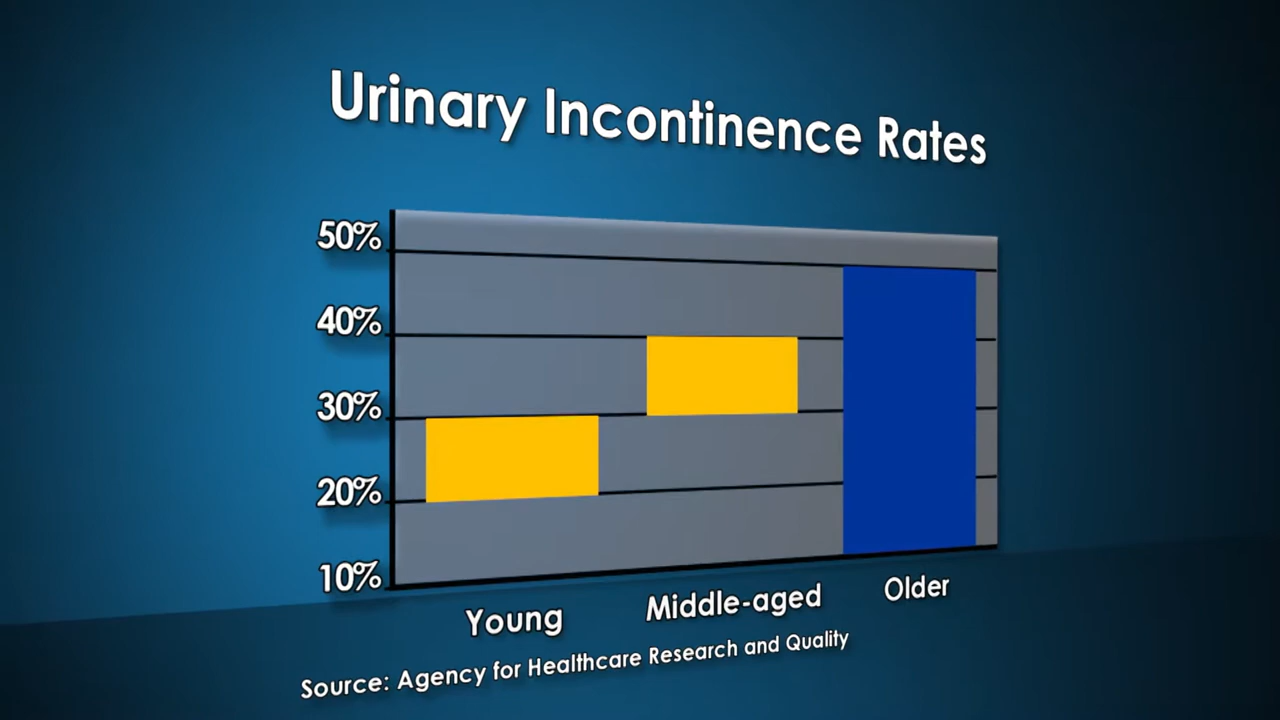 Urinary Incontinence Rates
50%
40%
30%
20%
10%
Young Middle-aged Older
Source: Agency for Healthcare Research and Quality